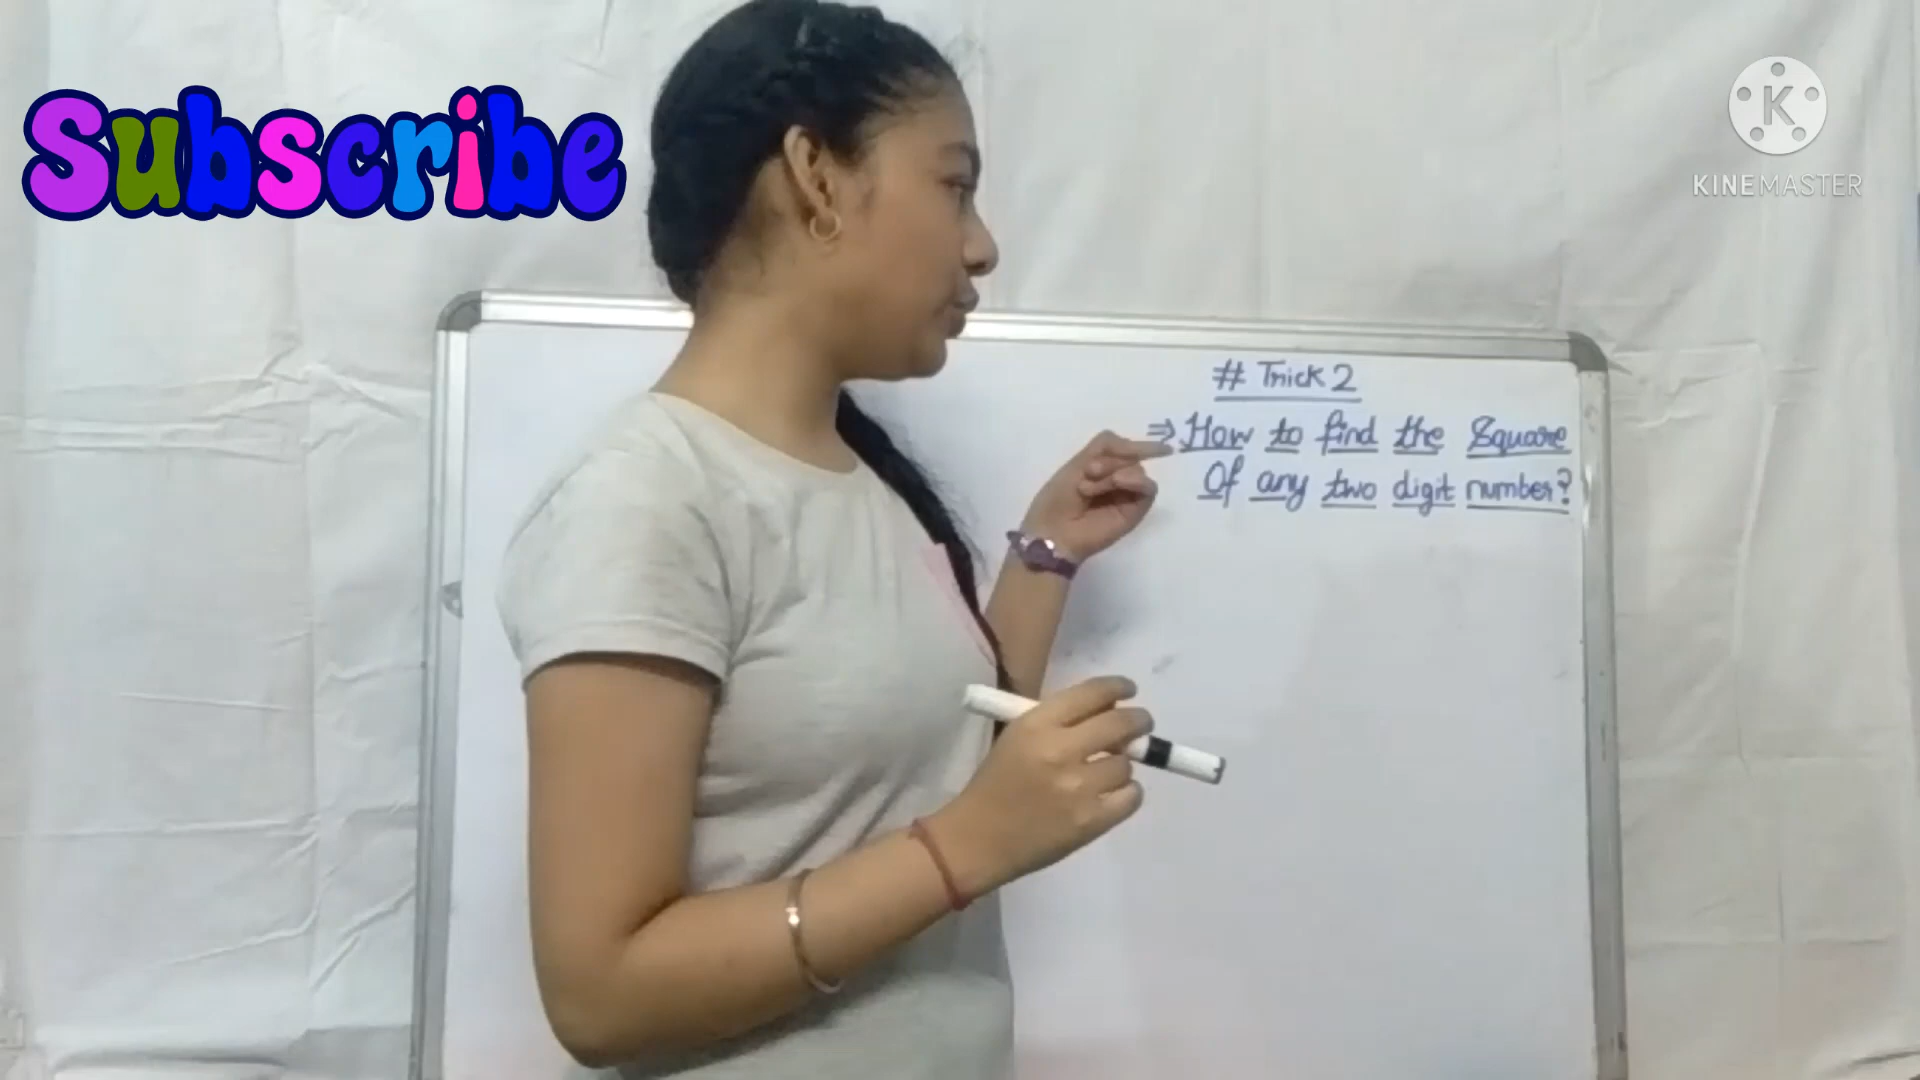 Subscribe
K
KINEMASTER
# Trick 2
⇒ How to find the Square
Of any two digit number?